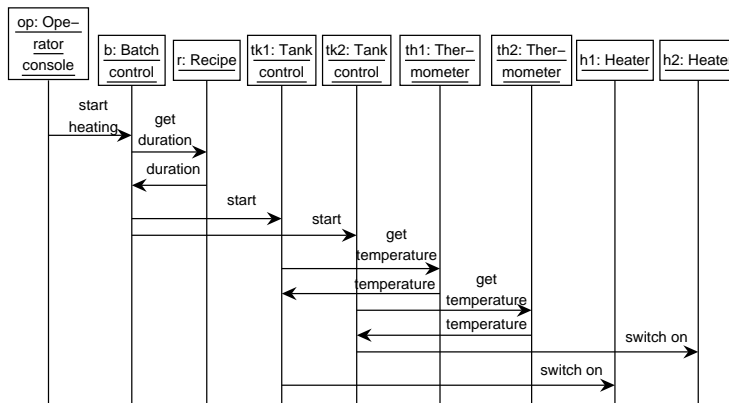 op: Ope–
rator
console
b: Batch
control
r: Recipe
tk1: Tank
control
tk2: Tank
control
th1: Ther–
mometer
th2: Ther–
mometer
h1: Heater
h2: Heater
start
heating
get
duration
duration
start
start
get
temperature
temperature
get
temperature
temperature
switch on
switch on